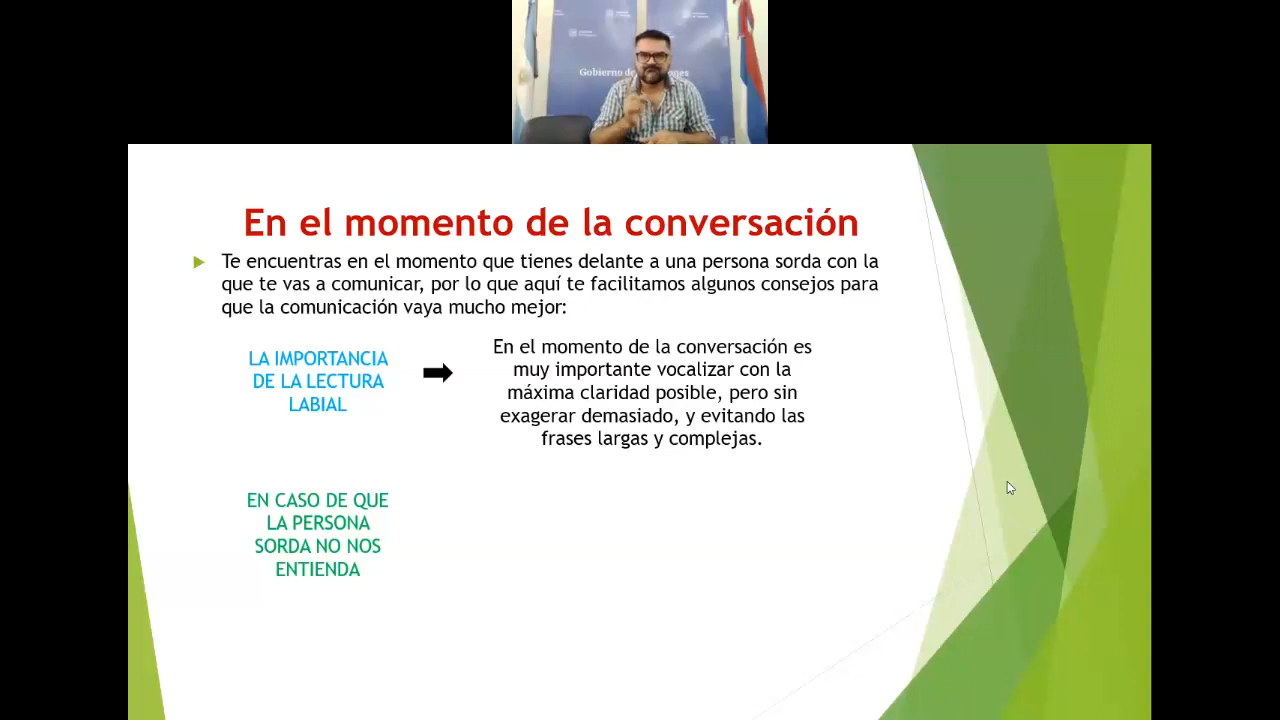 Gobierno de
En el momento de la conversación
Te encuentras en el momento que tienes delante a una persona sorda con la
que te vas a comunicar, por lo que aquí te facilitamos algunos consejos para
que la comunicación vaya mucho mejor:
LA IMPORTANCIA
DE LA LECTURA
LABIAL
En el momento de la conversación es
muy importante vocalizar con la
máxima claridad posible, pero sin
exagerar demasiado, y evitando las
frases largas y complejas.
EN CASO DE QUE
LA PERSONA
SORDA NO NOS
ENTIENDA